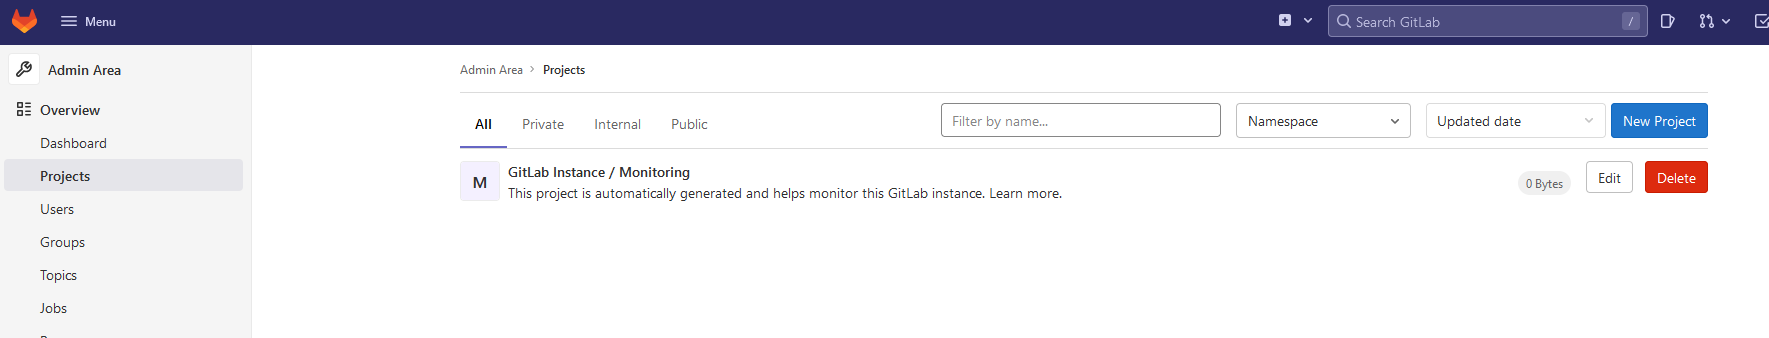 Menu
Search GitLab /
Admin Area
Overview
Dashboard
Projects
Users
Groups
Topics
Jobs
Admin Area > Projects
All Private Internal Public Filter by name... Namespace Updated date New Project
M
GitLab Instance / Monitoring
This project is automatically generated and helps monitor this GitLab instance. Learn more.
0 Bytes Edit Delete